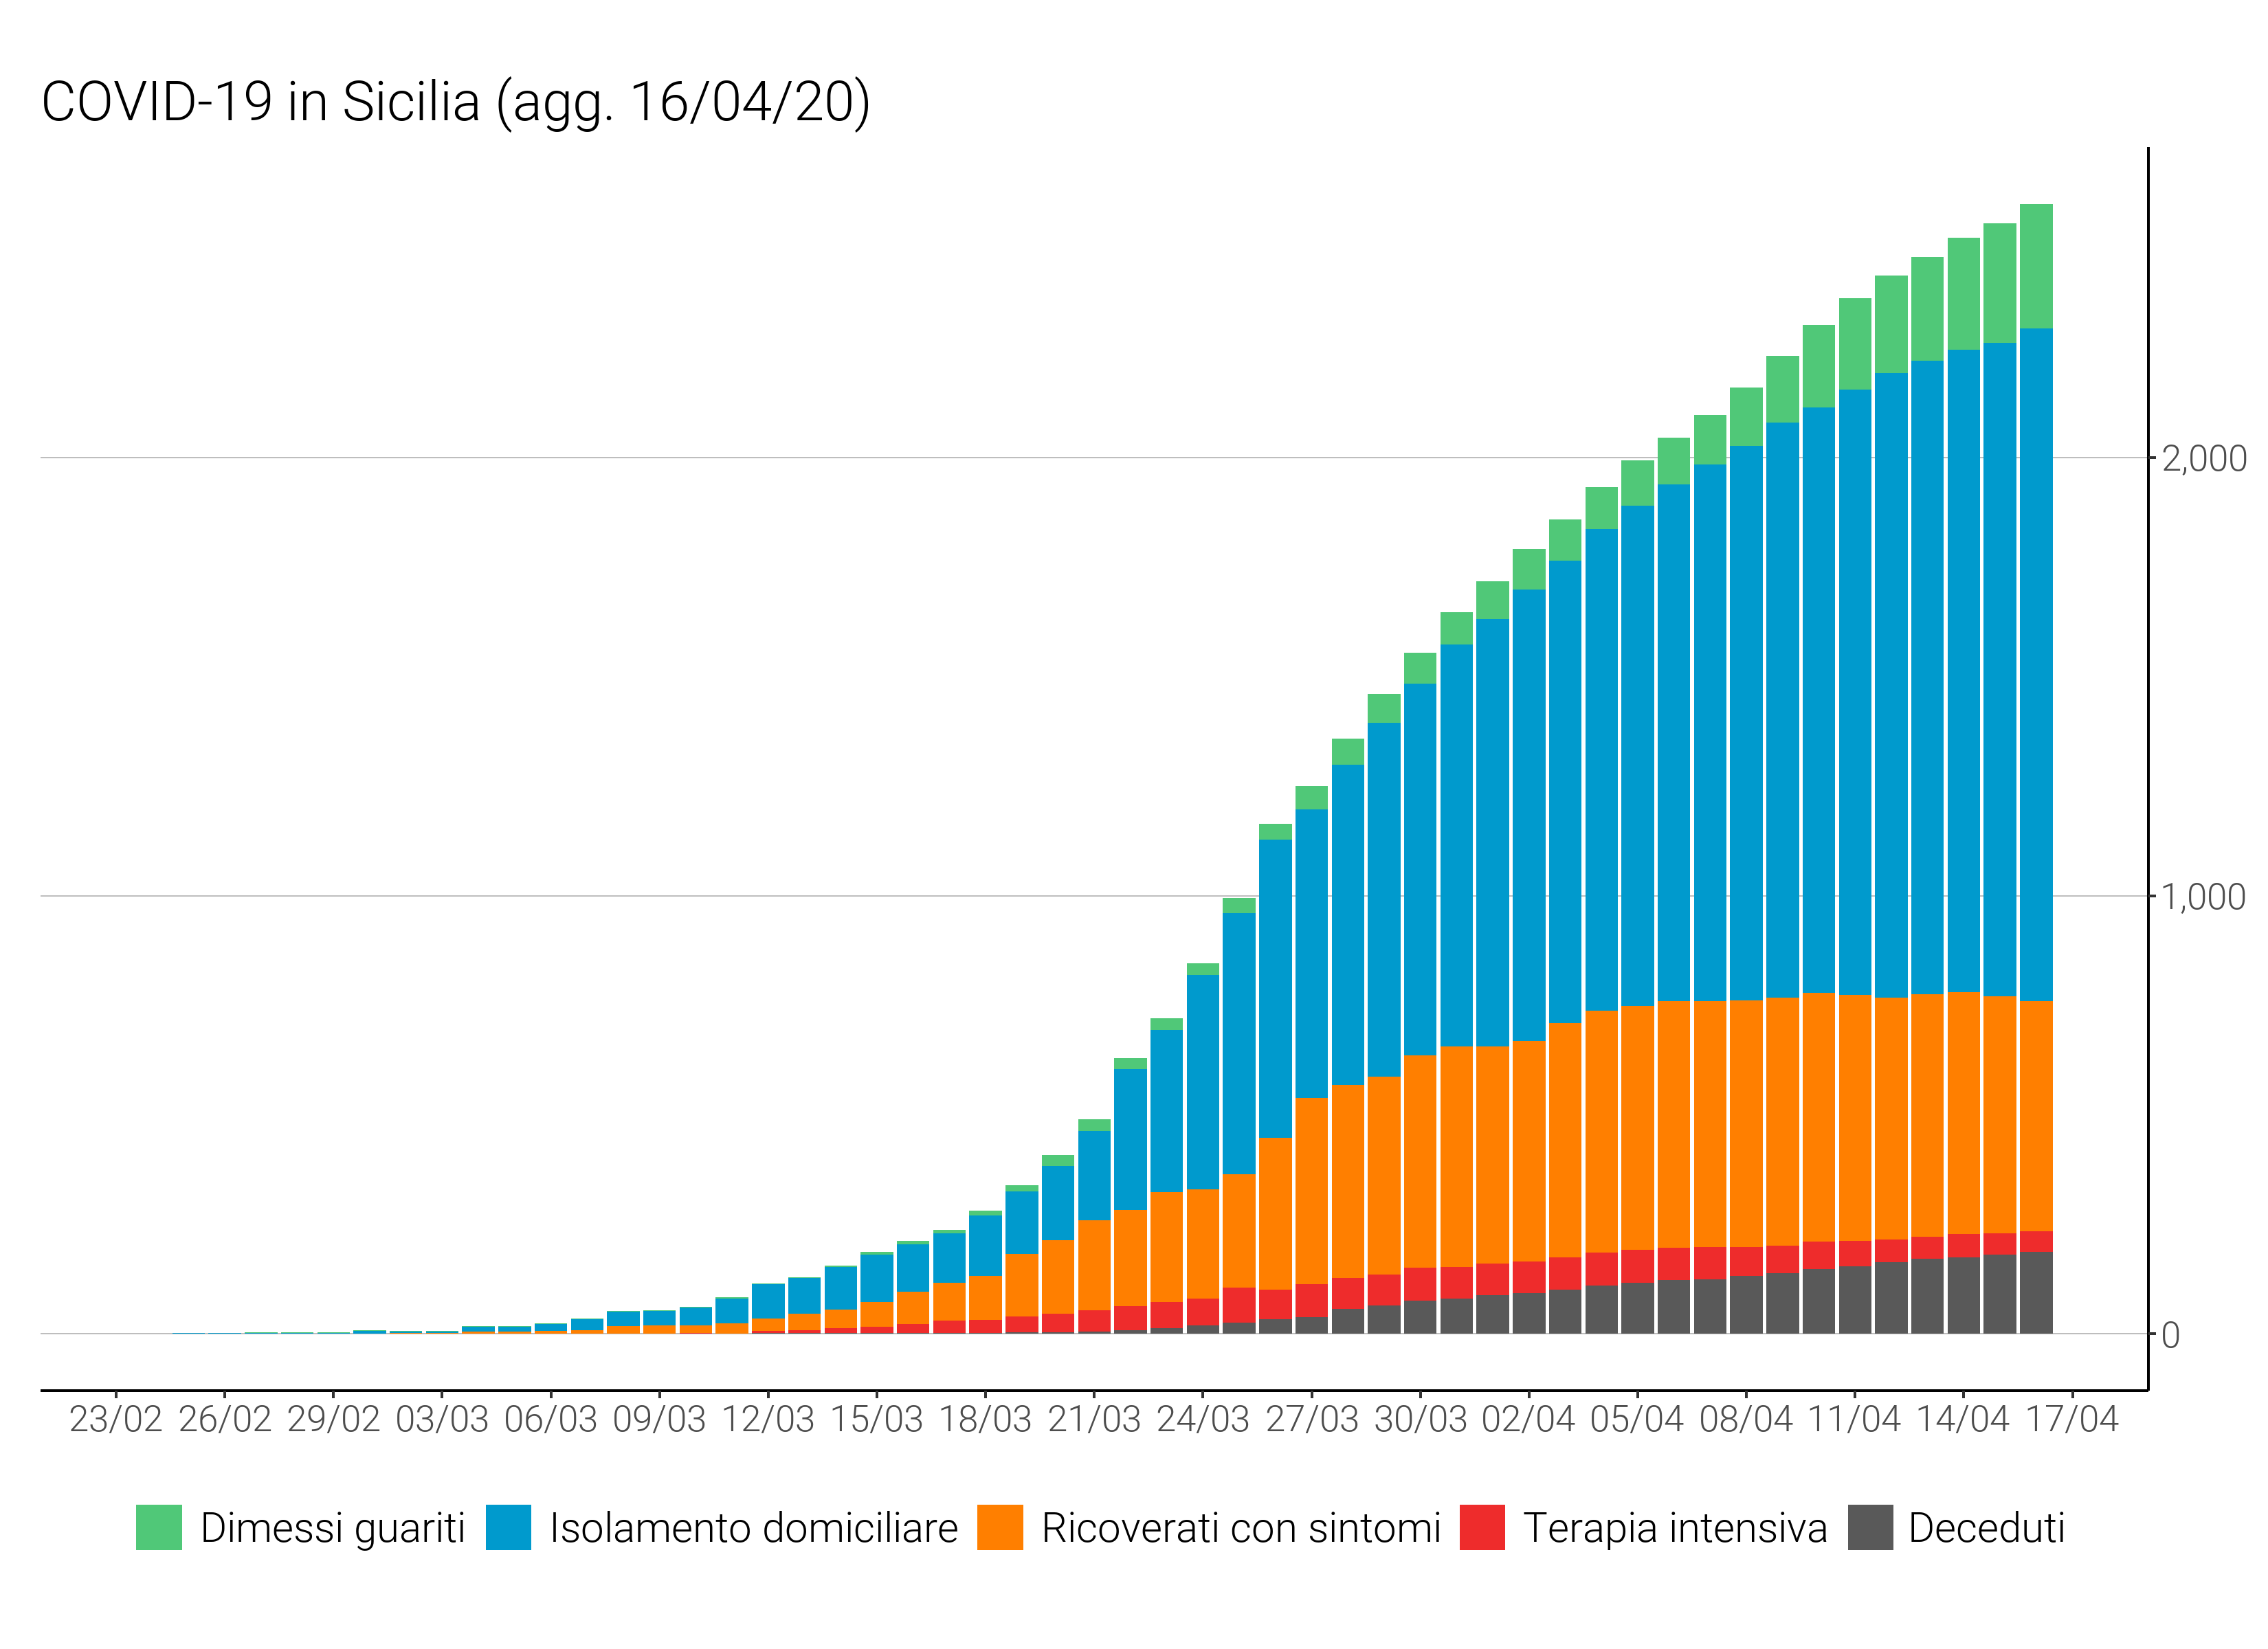 COVID-19 in Sicilia (agg. 16/04/20)
2,000
1,000
0
23/02 26/02 29/02 03/03 06/03 09/03 12/03 15/03 18/03 21/03 24/03 27/03 30/03 02/04 05/04 08/04 11/04 14/04 17/04
Dimessi guariti Isolamento domiciliare Ricoverati con sintomi Terapia intensiva Deceduti